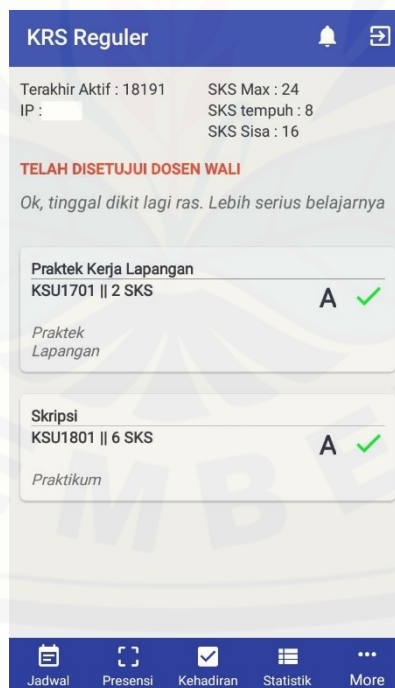 KRS Reguler
Terakhir Aktif : 18191
IP :
SKS Max : 24
SKS tempuh : 8
SKS Sisa : 16
TELAH DISETUJUI DOSEN WALI
Ok, tinggal dikit lagi ras. Lebih serius belajarnya
Praktek Kerja Lapangan
KSU1701 || 2 SKS
A
Praktek
Lapangan
Skripsi
KSU1801 || 6 SKS
A
Praktikum
E M B E
Jadwal
Presensi
Kehadiran
Statistik
More